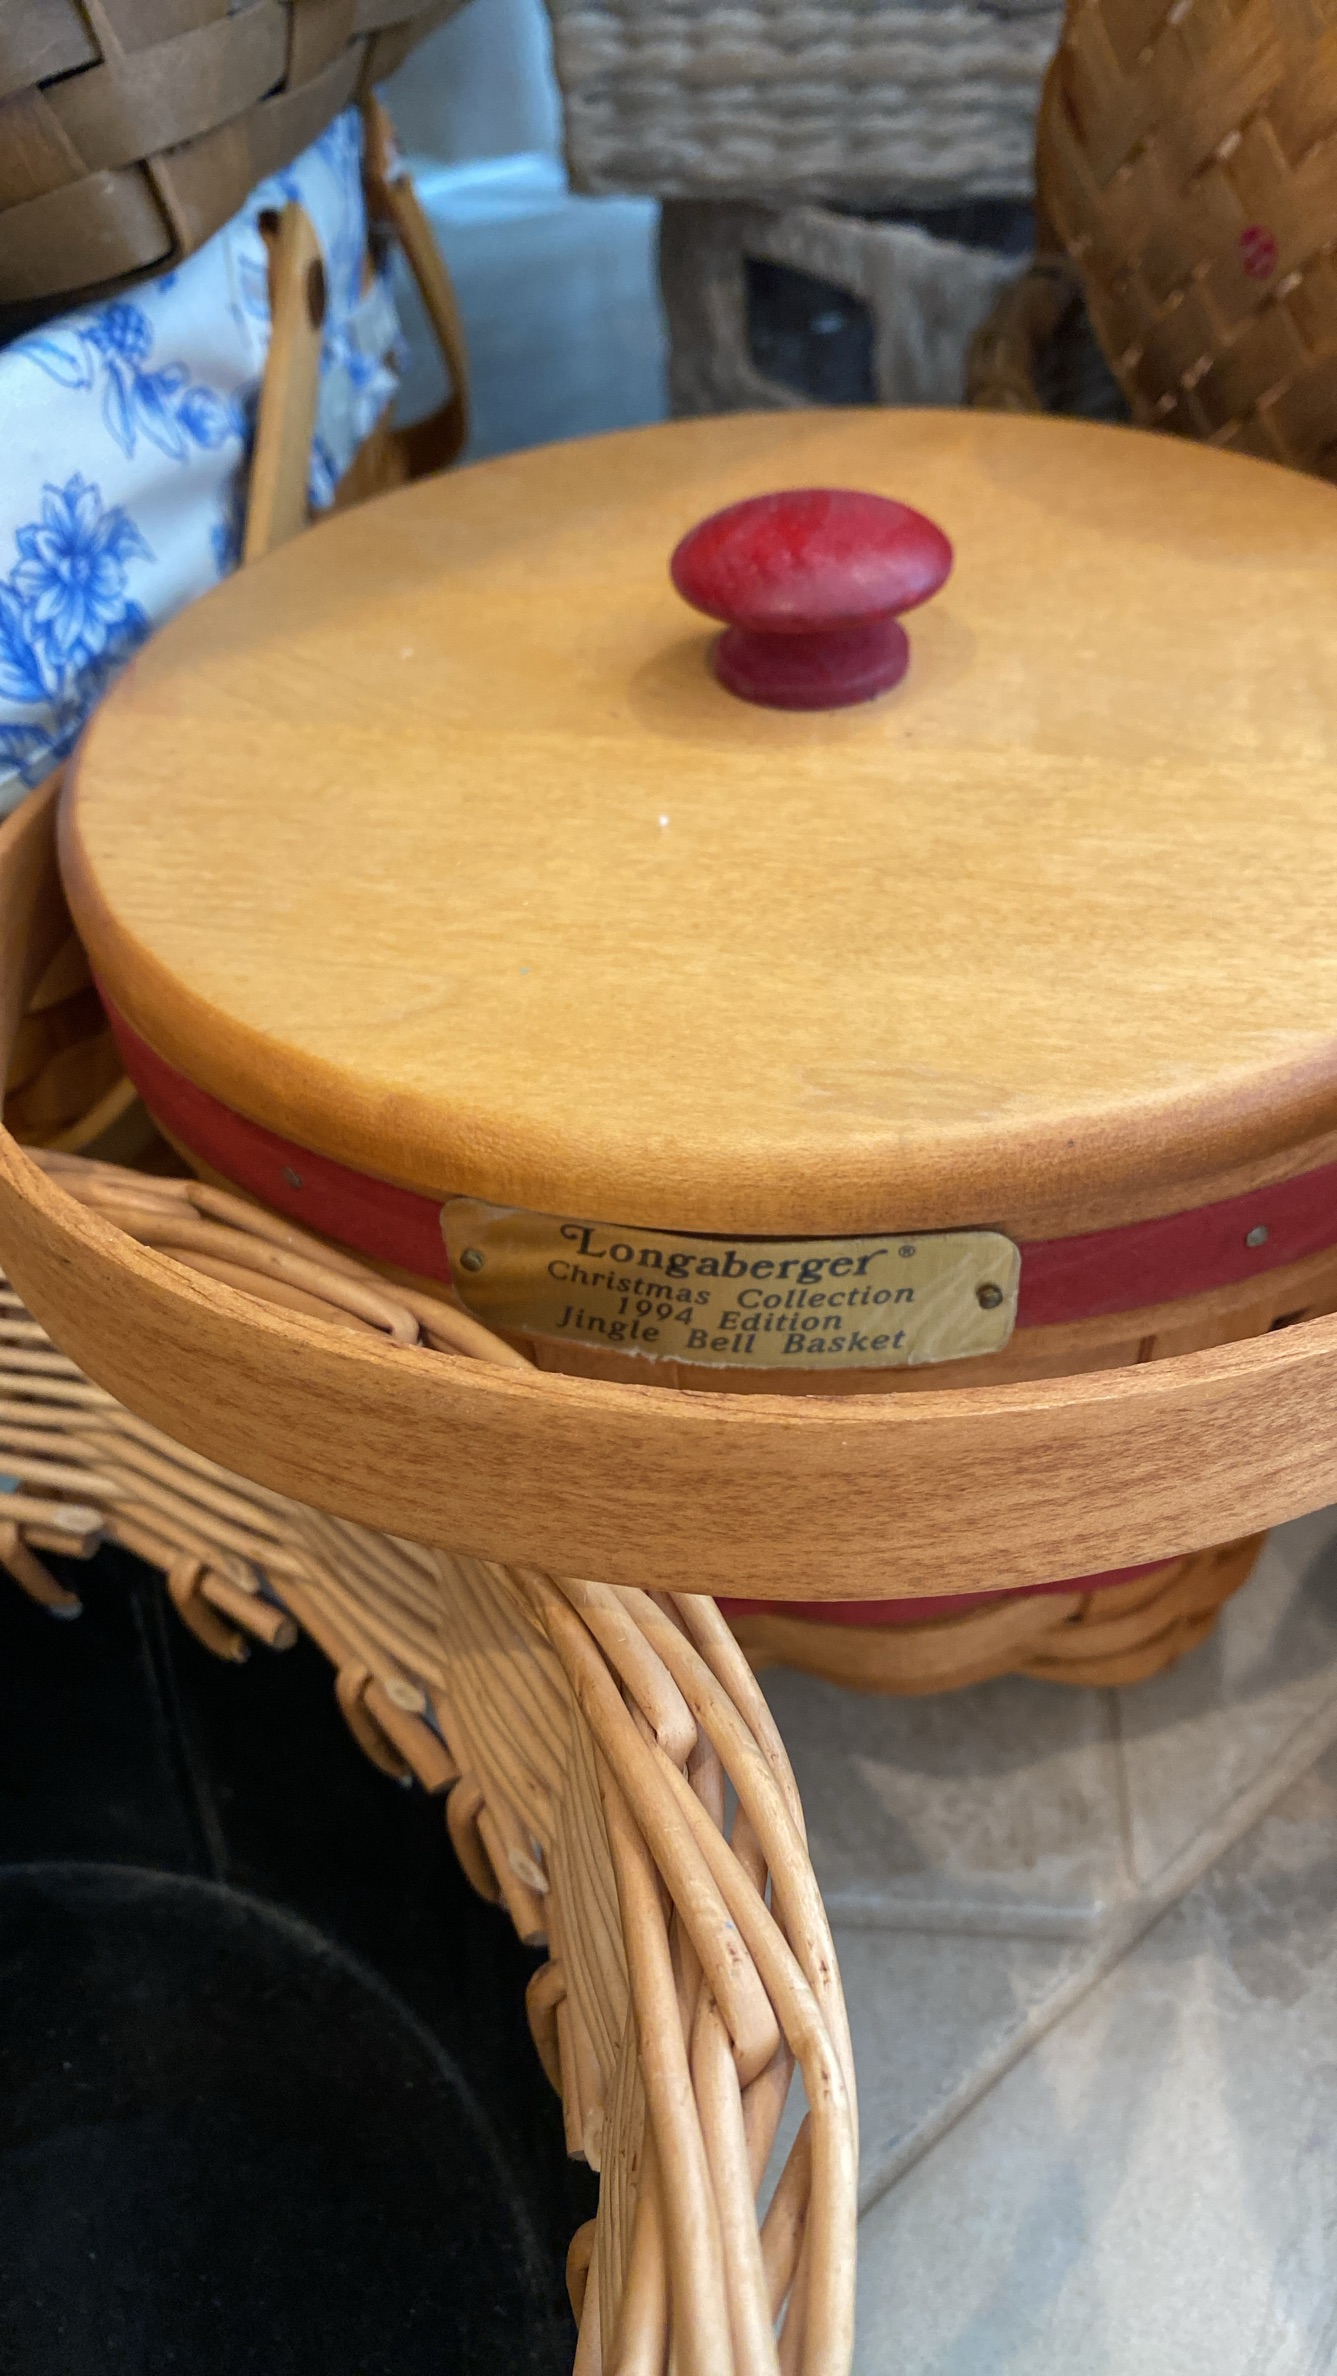 Longaberger®
Christmas Collection
1994 Edition
Jingle Bell Basket